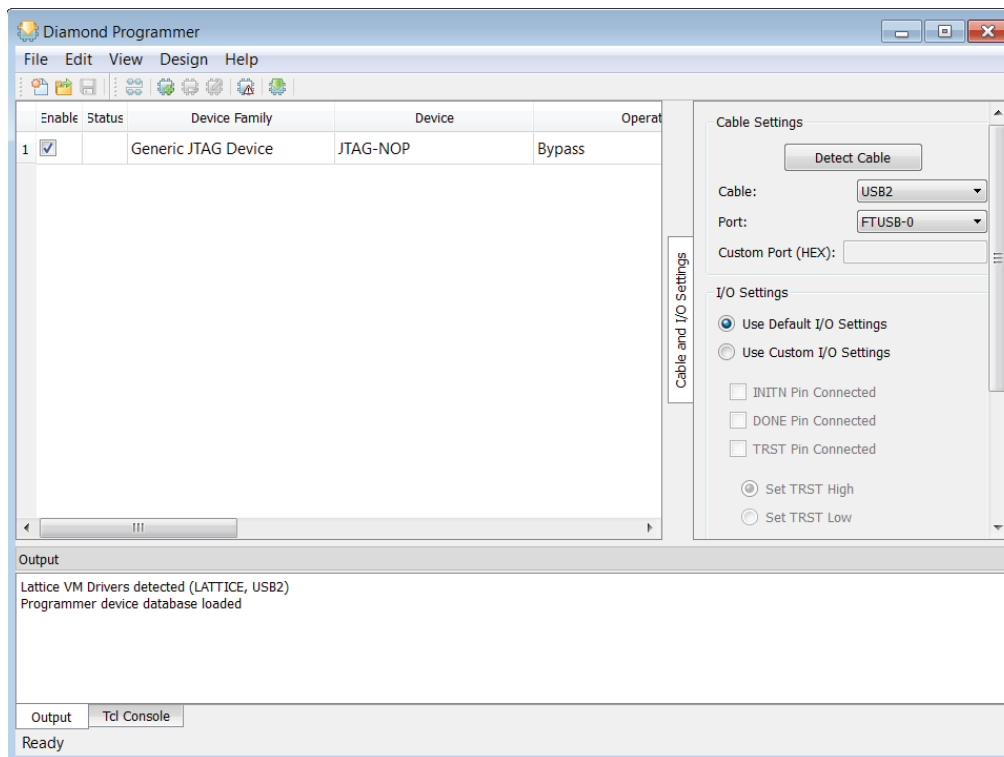 Diamond Programmer
File Edit View Design Help
Enable Status Device Family Device Operat
1 Generic JTAG Device JTAG-NOP Bypass
Cable and I/O Settings
Cable Settings
Detect Cable
Cable: USB2
Port: FTUSB-0
Custom Port (HEX):
I/O Settings
Use Default I/O Settings
Use Custom I/O Settings
INITN Pin Connected
DONE Pin Connected
TRST Pin Connected
Set TRST High
Set TRST Low
Output
Lattice VM Drivers detected (LATTICE, USB2)
Programmer device database loaded
Output Tcl Console
Ready